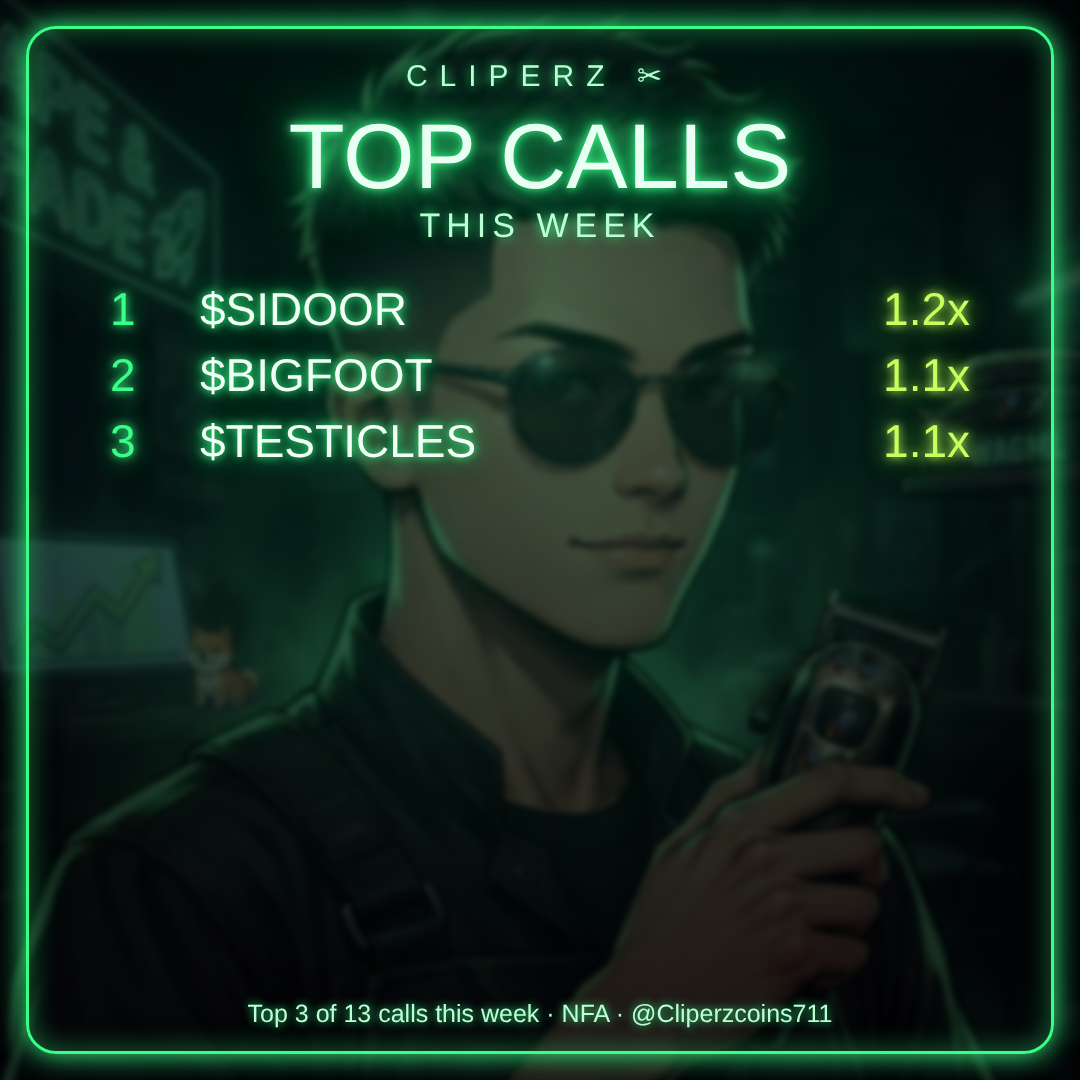 CLIPERZ ✂
TOP CALLS
THIS WEEK
1 $SIDOOR 1.2x
2 $BIGFOOT 1.1x
3 $TESTICLES 1.1x
Top 3 of 13 calls this week · NFA · @Cliperzcoins711